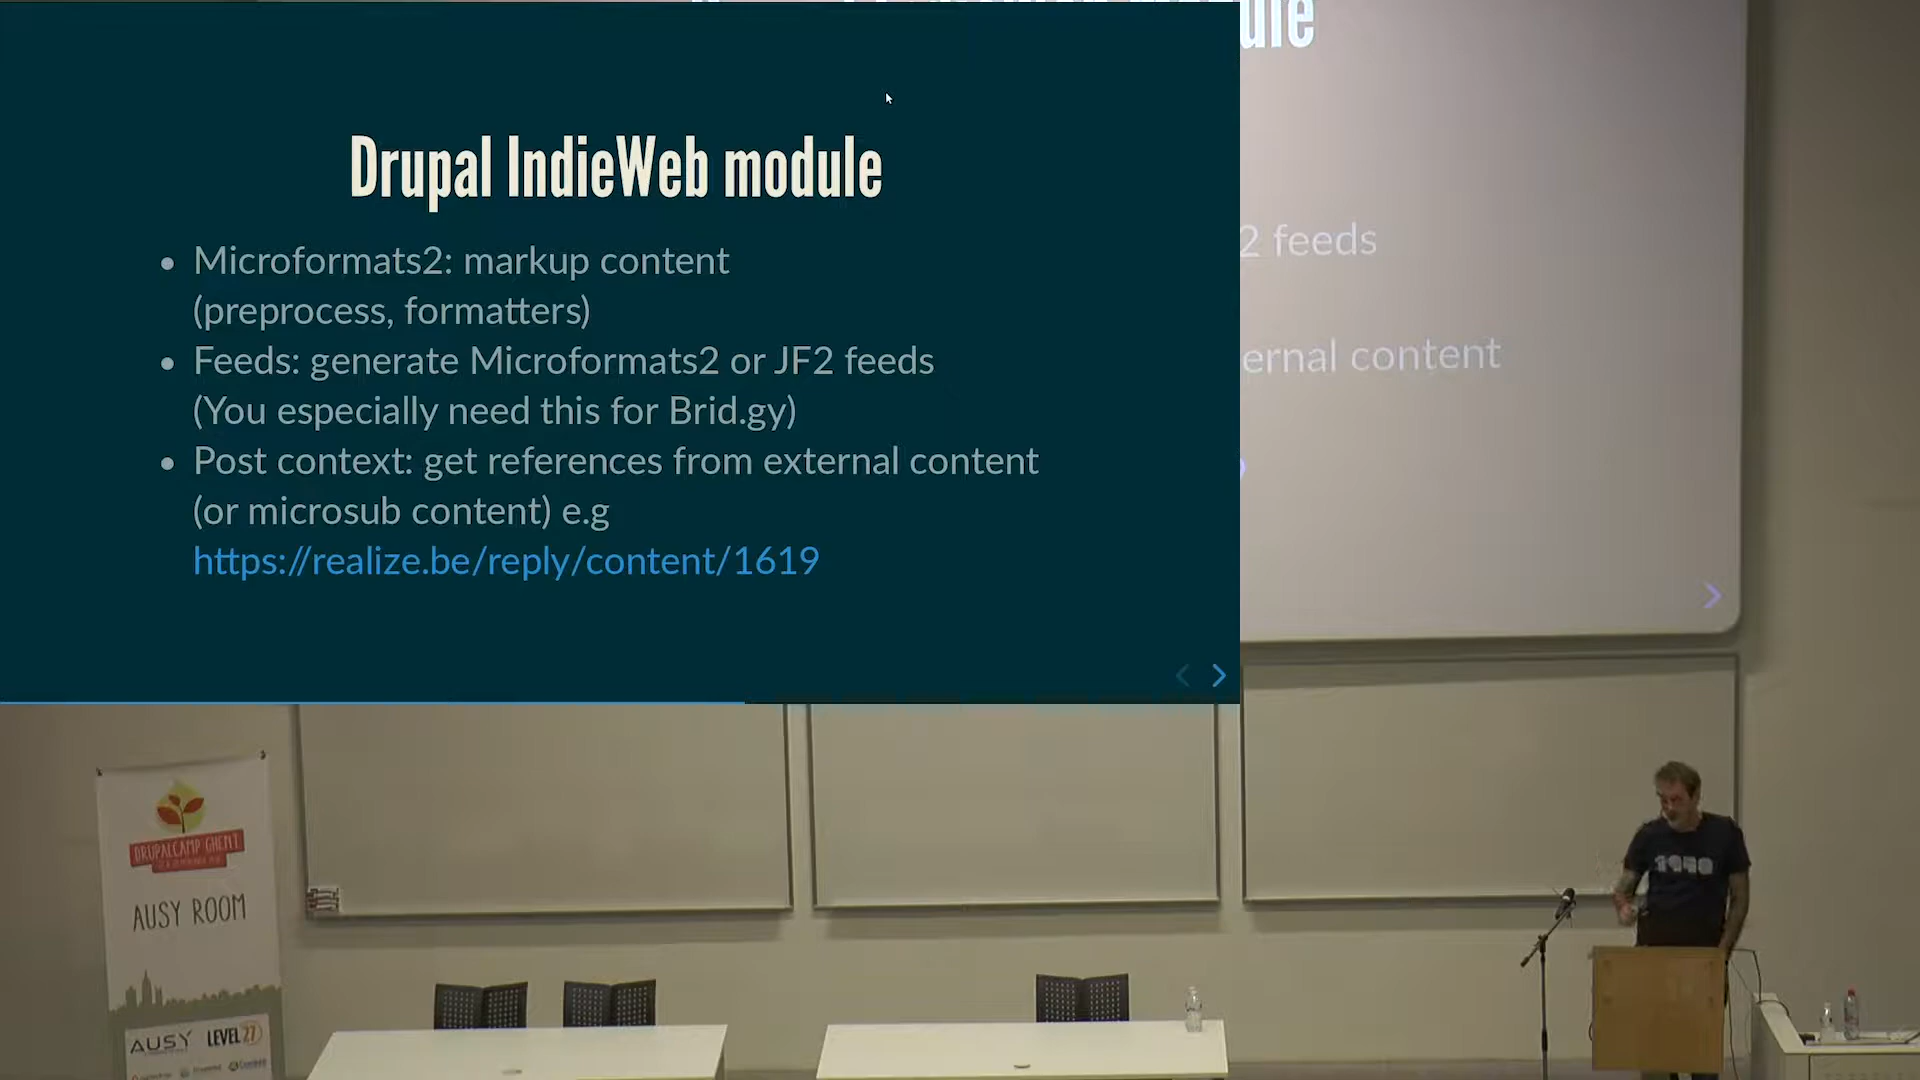 Drupal IndieWeb module
Microformats2: markup content
(preprocess, formatters)
Feeds: generate Microformats2 or JF2 feeds
(You especially need this for Brid.gy)
Post context: get references from external content
(or microsub content) e.g
https://realize.be/reply/content/1619
ule
2 feeds
ernal content
DRUPALCAMP GHENT
AUSY ROOM
AUSY LEVEL27